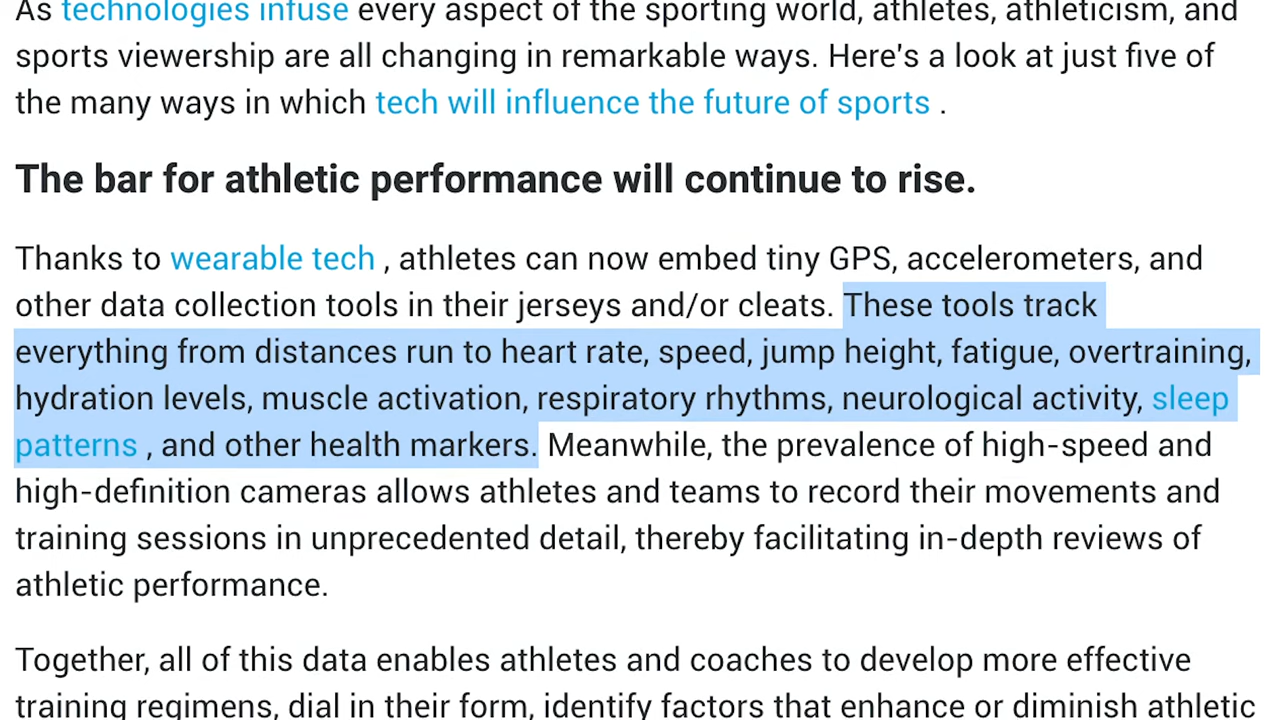 As technologies infuse every aspect of the sporting world, athletes, athleticism, and
sports viewership are all changing in remarkable ways. Here's a look at just five of
the many ways in which tech will influence the future of sports .
The bar for athletic performance will continue to rise.
Thanks to wearable tech , athletes can now embed tiny GPS, accelerometers, and
other data collection tools in their jerseys and/or cleats. These tools track
everything from distances run to heart rate, speed, jump height, fatigue, overtraining,
hydration levels, muscle activation, respiratory rhythms, neurological activity, sleep
patterns , and other health markers. Meanwhile, the prevalence of high-speed and
high-definition cameras allows athletes and teams to record their movements and
training sessions in unprecedented detail, thereby facilitating in-depth reviews of
athletic performance.
Together, all of this data enables athletes and coaches to develop more effective
training regimens, dial in their form, identify factors that enhance or diminish athletic